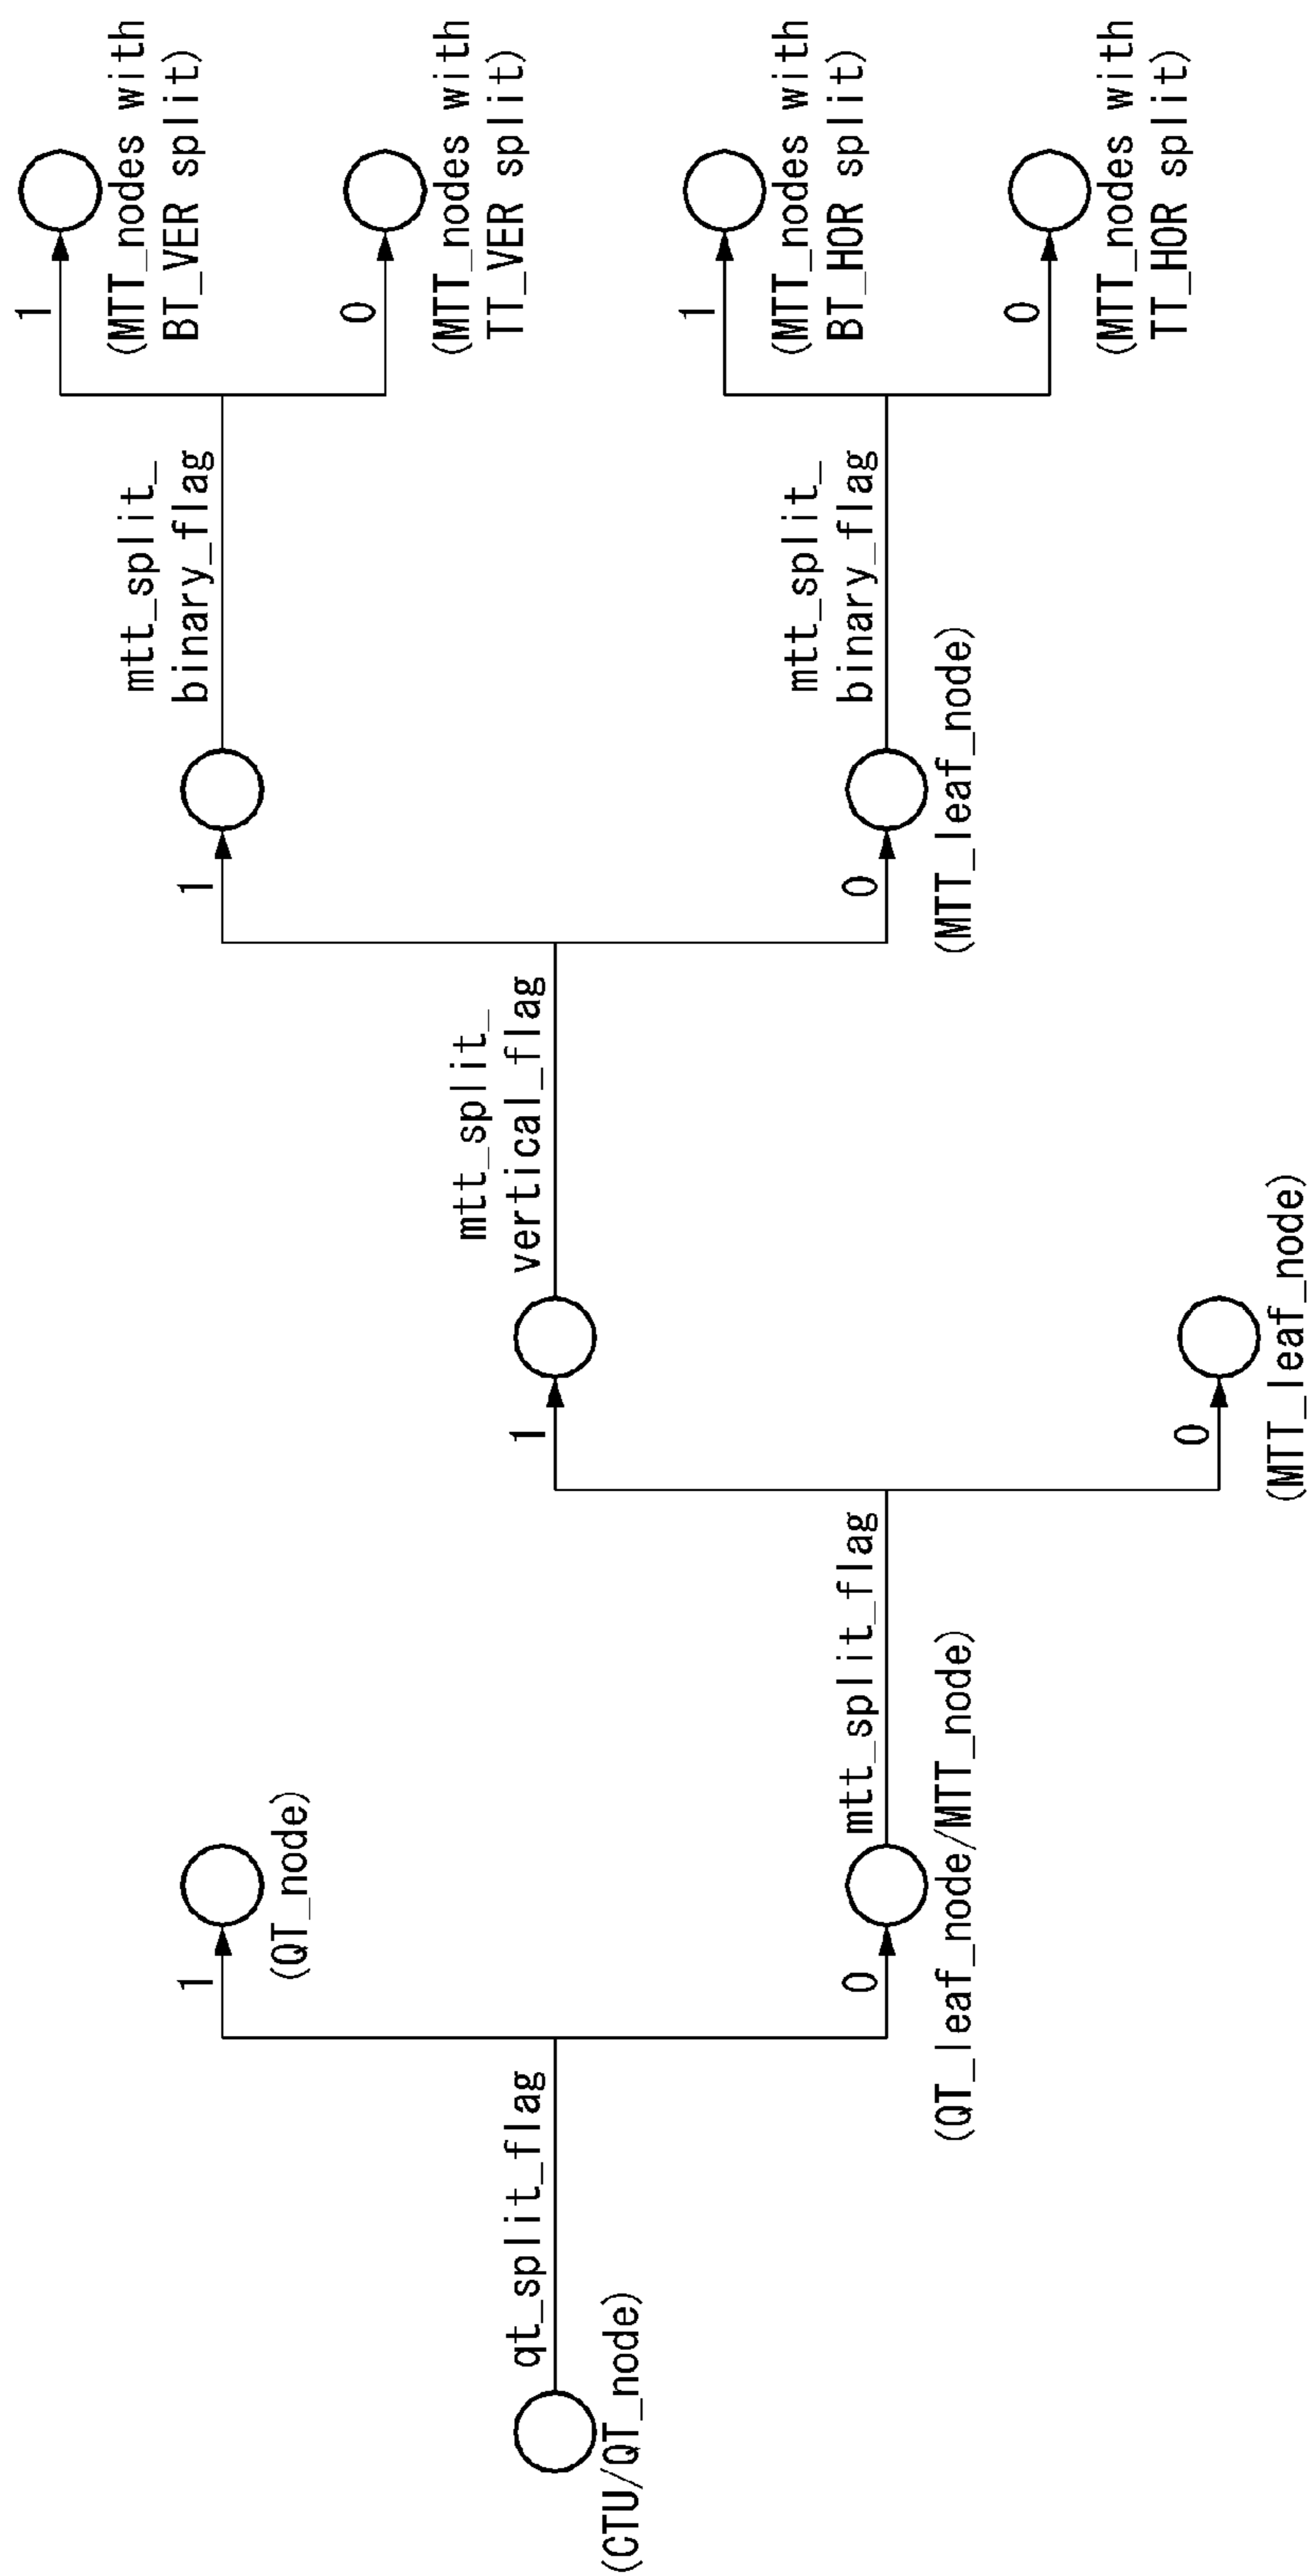 (CTU/QT_node)
qt_split_flag
1
(QT_node)
0
(QT_leaf_node/MTT_node)
mtt_split_flag
1
0
(MTT_leaf_node)
mtt_split_
vertical_flag
1
0
(MTT_leaf_node)
mtt_split_
binary_flag
1
(MTT_nodes with
BT_VER split)
0
(MTT_nodes with
TT_VER split)
mtt_split_
binary_flag
1
(MTT_nodes with
BT_HOR split)
0
(MTT_nodes with
TT_HOR split)